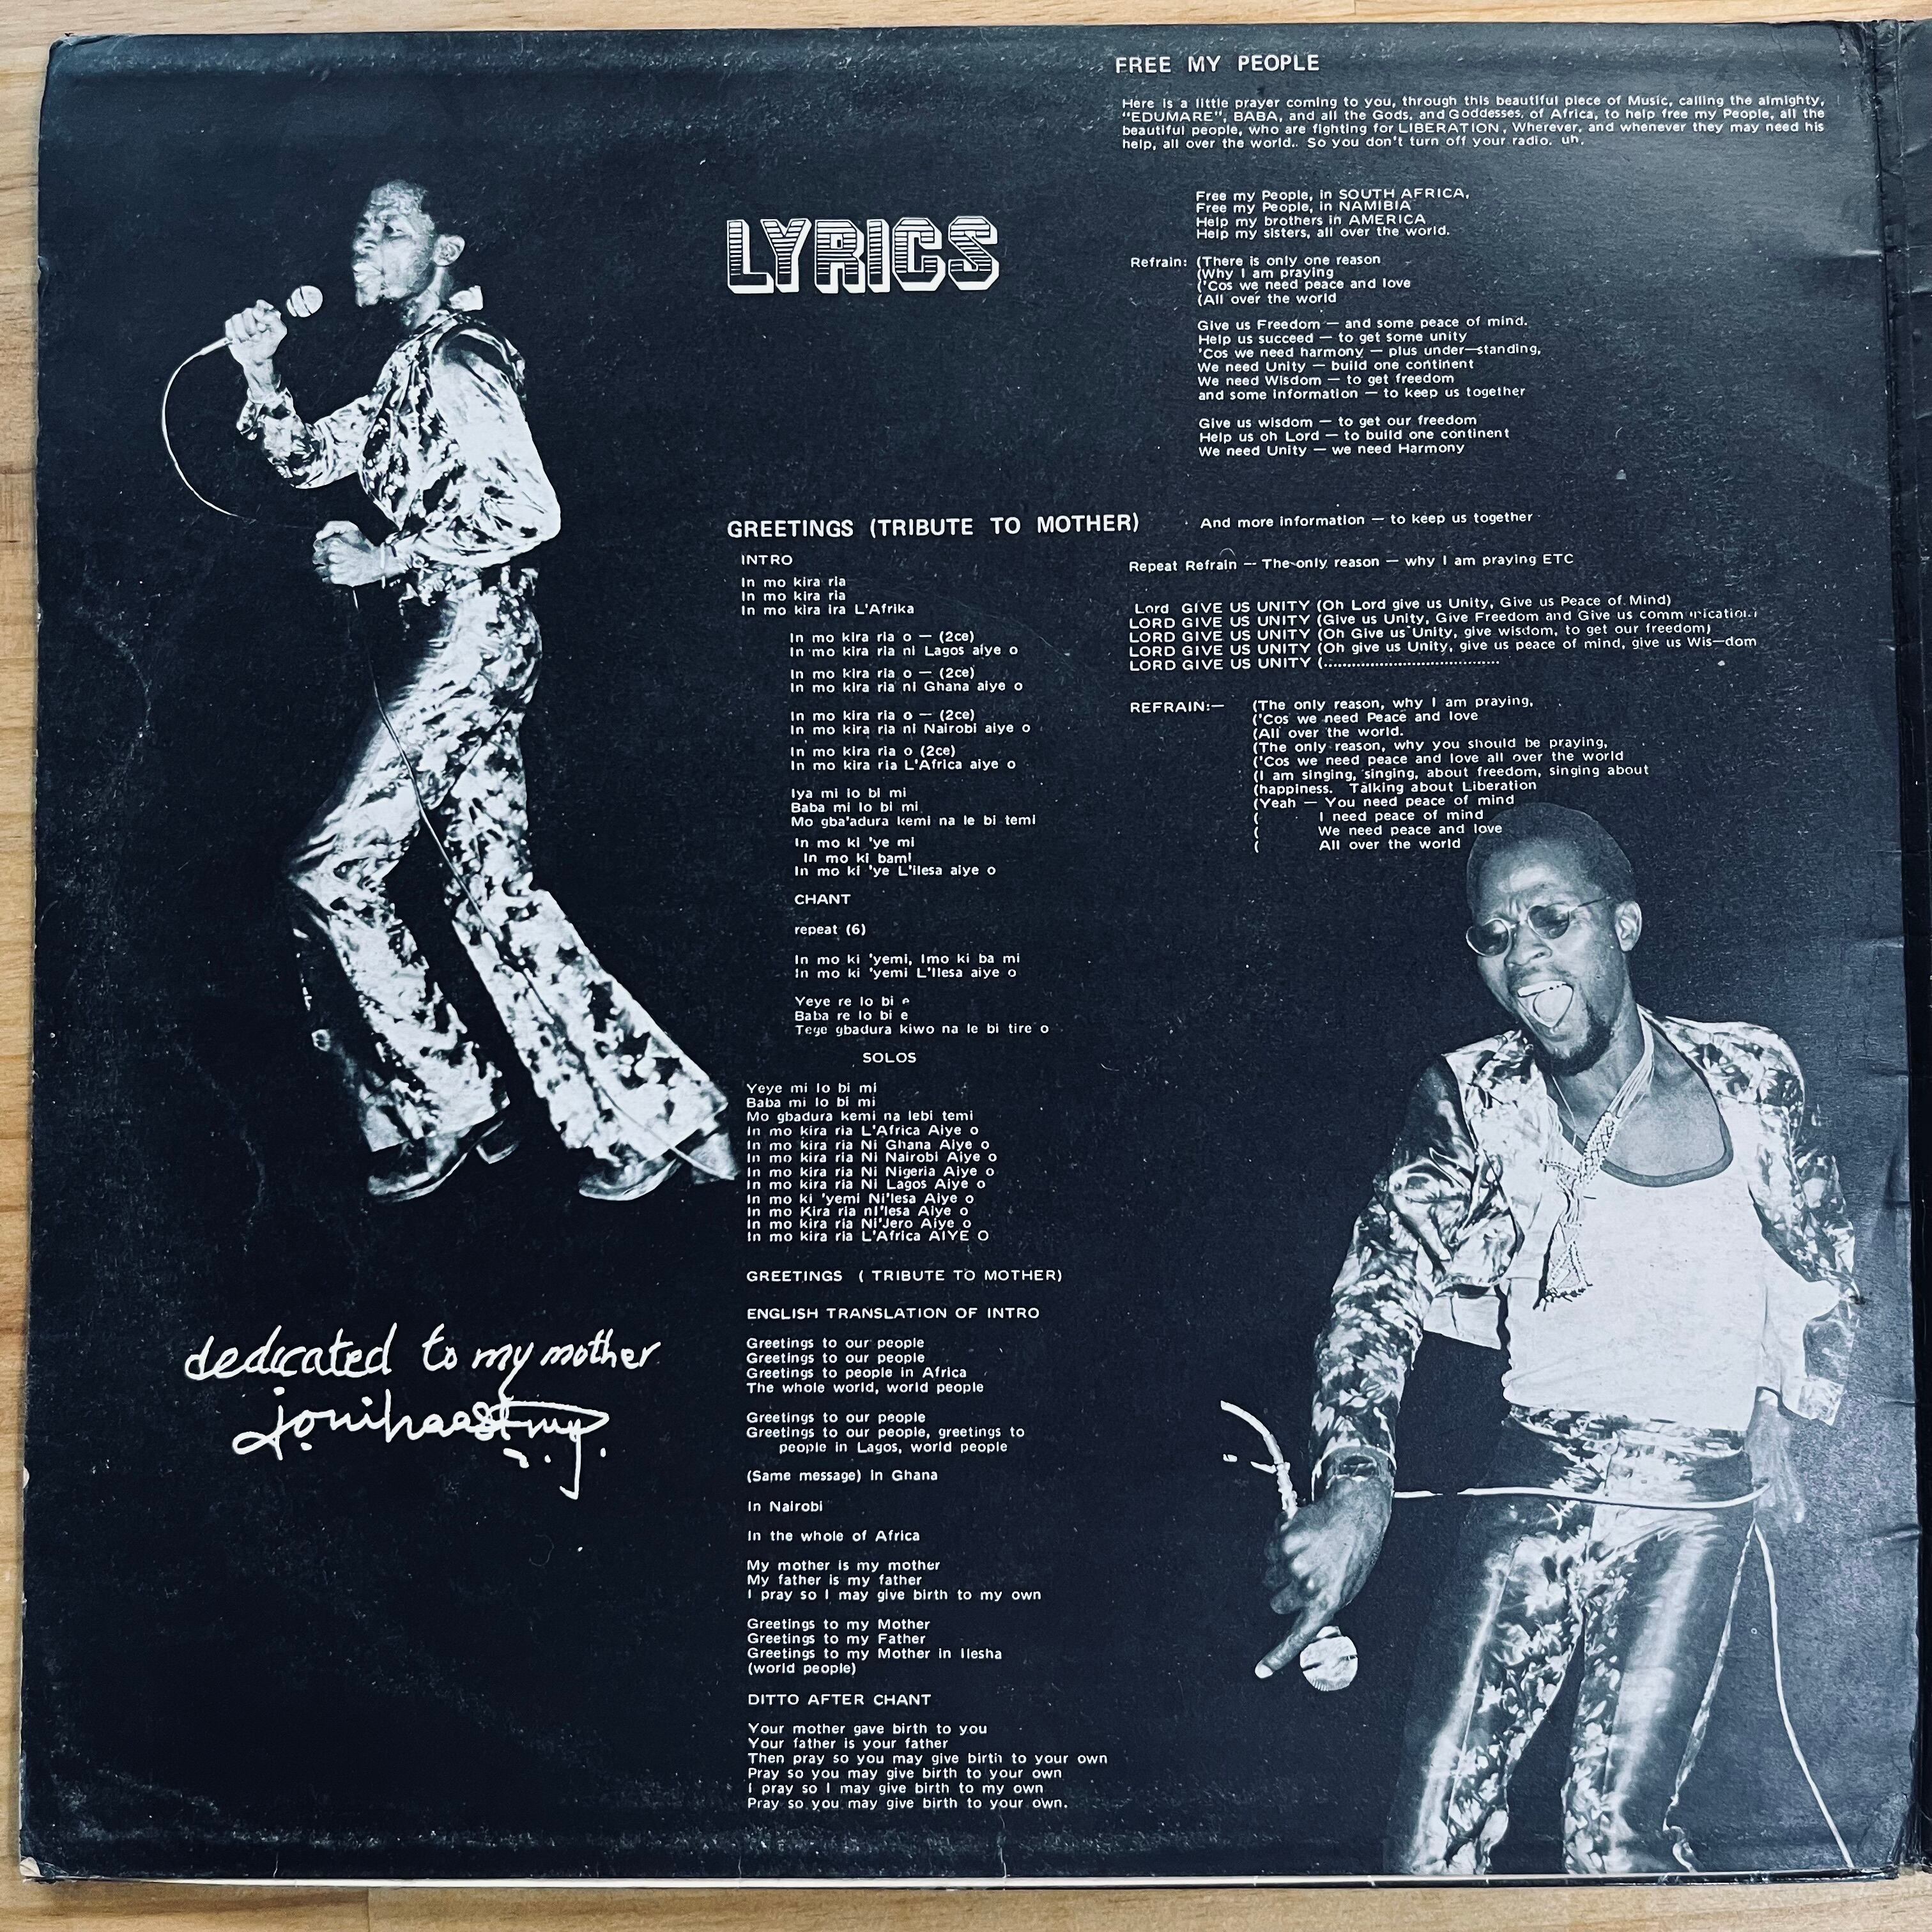 LYRICS
GREETINGS (TRIBUTE TO MOTHER)
INTRO
In mo kira ria
In mo kira ria
In mo kira ira L'Afrika
In mo kira ria o — (2ce)
In mo kira ria ni Lagos aiye o
In mo kira ria o — (2ce)
In mo kira ria ni Ghana aiye o
In mo kira ria o — (2ce)
In mo kira ria ni Nairobi aiye o
In mo kira ria o (2ce)
In mo kira ria L'Africa aiye o
Iya mi lo bi mi
Baba mi lo bi mi
Mo gba'adura kemi na le bi temi
In mo ki 'ye mi
In mo ki bami
In mo ki 'ye L'ilesa aiye o
CHANT
repeat (6)
In mo ki 'yemi, Imo ki ba mi
In mo ki 'yemi L'Ilesa aiye o
Yeye re lo bi e
Baba re lo bi e
Tege gbadura kiwo na le bi tire o
SOLOS
Yeye mi lo bi mi
Baba mi lo bi mi
Mo gbadura kemi na lebi temi
In mo kira ria L'Africa Aiye o
In mo kira ria Ni Ghana Aiye o
In mo kira ria Ni Nairobi Aiye o
In mo kira ria Ni Nigeria Aiye o
In mo kira ria Ni Lagos Aiye o
In mo ki 'yemi Ni'lesa Aiye o
In mo Kira ria nI'lesa Aiye o
In mo kira ria Ni'Jero Aiye o
In mo kira ria L'Africa AIYE O
GREETINGS ( TRIBUTE TO MOTHER)
ENGLISH TRANSLATION OF INTRO
Greetings to our people
Greetings to our people
Greetings to people in Africa
The whole world, world people
Greetings to our people
Greetings to our people, greetings to
people in Lagos, world people
(Same message) in Ghana
In Nairobi
In the whole of Africa
My mother is my mother
My father is my father
I pray so I may give birth to my own
Greetings to my Mother
Greetings to my Father
Greetings to my Mother in Ilesha
(world people)
DITTO AFTER CHANT
Your mother gave birth to you
Your father is your father
Then pray so you may give birth to your own
Pray so you may give birth to your own
I pray so I may give birth to my own
Pray so you may give birth to your own.
FREE MY PEOPLE
Here is a little prayer coming to you, through this beautiful piece of Music, calling the almighty,
"EDUMARE", BABA, and all the Gods, and Goddesses, of Africa, to help free my People, all the
beautiful people, who are fighting for LIBERATION, Wherever, and whenever they may need his
help, all over the world.. So you don't turn off your radio. uh,
Free my People, in SOUTH AFRICA,
Free my People, in NAMIBIA
Help my brothers in AMERICA
Help my sisters, all over the world.
Refrain: (There is only one reason
(Why I am praying
('Cos we need peace and love
(All over the world
Give us Freedom — and some peace of mind.
Help us succeed — to get some unity
'Cos we need harmony — plus under—standing,
We need Unity — build one continent
We need Wisdom — to get freedom
and some information — to keep us together
Give us wisdom — to get our freedom
Help us oh Lord — to build one continent
We need Unity — we need Harmony
And more information — to keep us together
Repeat Refrain -- The only reason — why I am praying ETC
Lord GIVE US UNITY (Oh Lord give us Unity, Give us Peace of Mind)
LORD GIVE US UNITY (Give us Unity, Give Freedom and Give us communication)
LORD GIVE US UNITY (Oh Give us Unity, give wisdom, to get our freedom)
LORD GIVE US UNITY (Oh give us Unity, give us peace of mind, give us Wis—dom
LORD GIVE US UNITY (......................................
REFRAIN:— (The only reason, why I am praying,
('Cos we need Peace and love
(All over the world.
(The only reason, why you should be praying,
('Cos we need peace and love all over the world
(I am singing, singing, about freedom, singing about
(happiness. Talking about Liberation
(Yeah — You need peace of mind
( I need peace of mind
( We need peace and love
( All over the world
dedicated to my mother